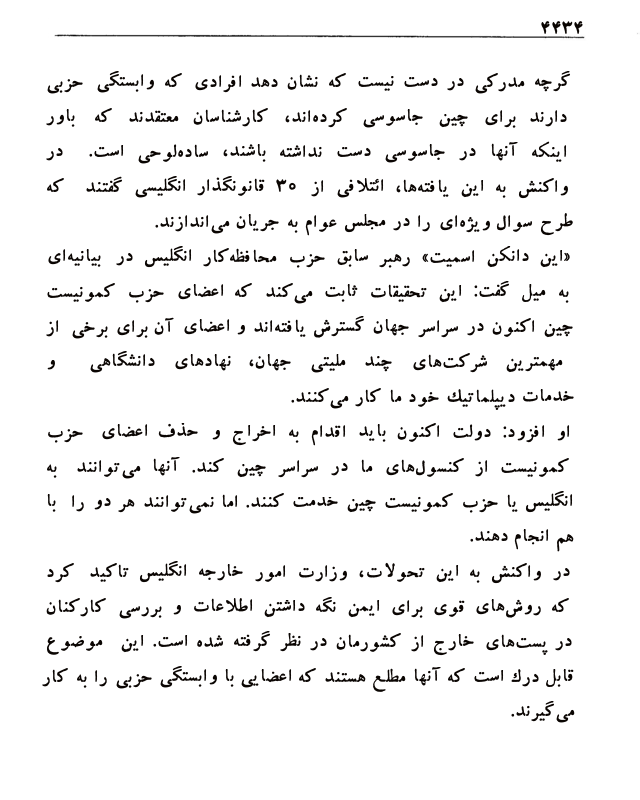 ۴۴۳۴
گرچه مدرکی در دست نیست که نشان دهد افرادی که وابستگی حزبی
دارند برای چین جاسوسی کرده‌اند، کارشناسان معتقدند که باور
اینکه آنها در جاسوسی دست نداشته باشند، ساده‌لوحی است. در
واکنش به این یافته‌ها، ائتلافی از ۳۰ قانونگذار انگلیسی گفتند که
طرح سوال ویژه‌ای را در مجلس عوام به جریان می‌اندازند.
«این دانکن اسمیت» رهبر سابق حزب محافظه‌کار انگلیس در بیانیه‌ای
به میل گفت: این تحقیقات ثابت می‌کند که اعضای حزب کمونیست
چین اکنون در سراسر جهان گسترش یافته‌اند و اعضای آن برای برخی از
مهمترین شرکت‌های چند ملیتی جهان، نهادهای دانشگاهی و
خدمات دیپلماتیك خود ما کار می‌کنند.
او افزود: دولت اکنون باید اقدام به اخراج و حذف اعضای حزب
کمونیست از کنسول‌های ما در سراسر چین کند. آنها می‌توانند به
انگلیس یا حزب کمونیست چین خدمت کنند. اما نمی‌توانند هر دو را با
هم انجام دهند.
در واکنش به این تحولات، وزارت امور خارجه انگلیس تاکید کرد
که روش‌های قوی برای ایمن نگه داشتن اطلاعات و بررسی کارکنان
در پست‌های خارج از کشورمان در نظر گرفته شده است. این موضوع
قابل درك است که آنها مطلع هستند که اعضایی با وابستگی حزبی را به کار
می‌گیرند.